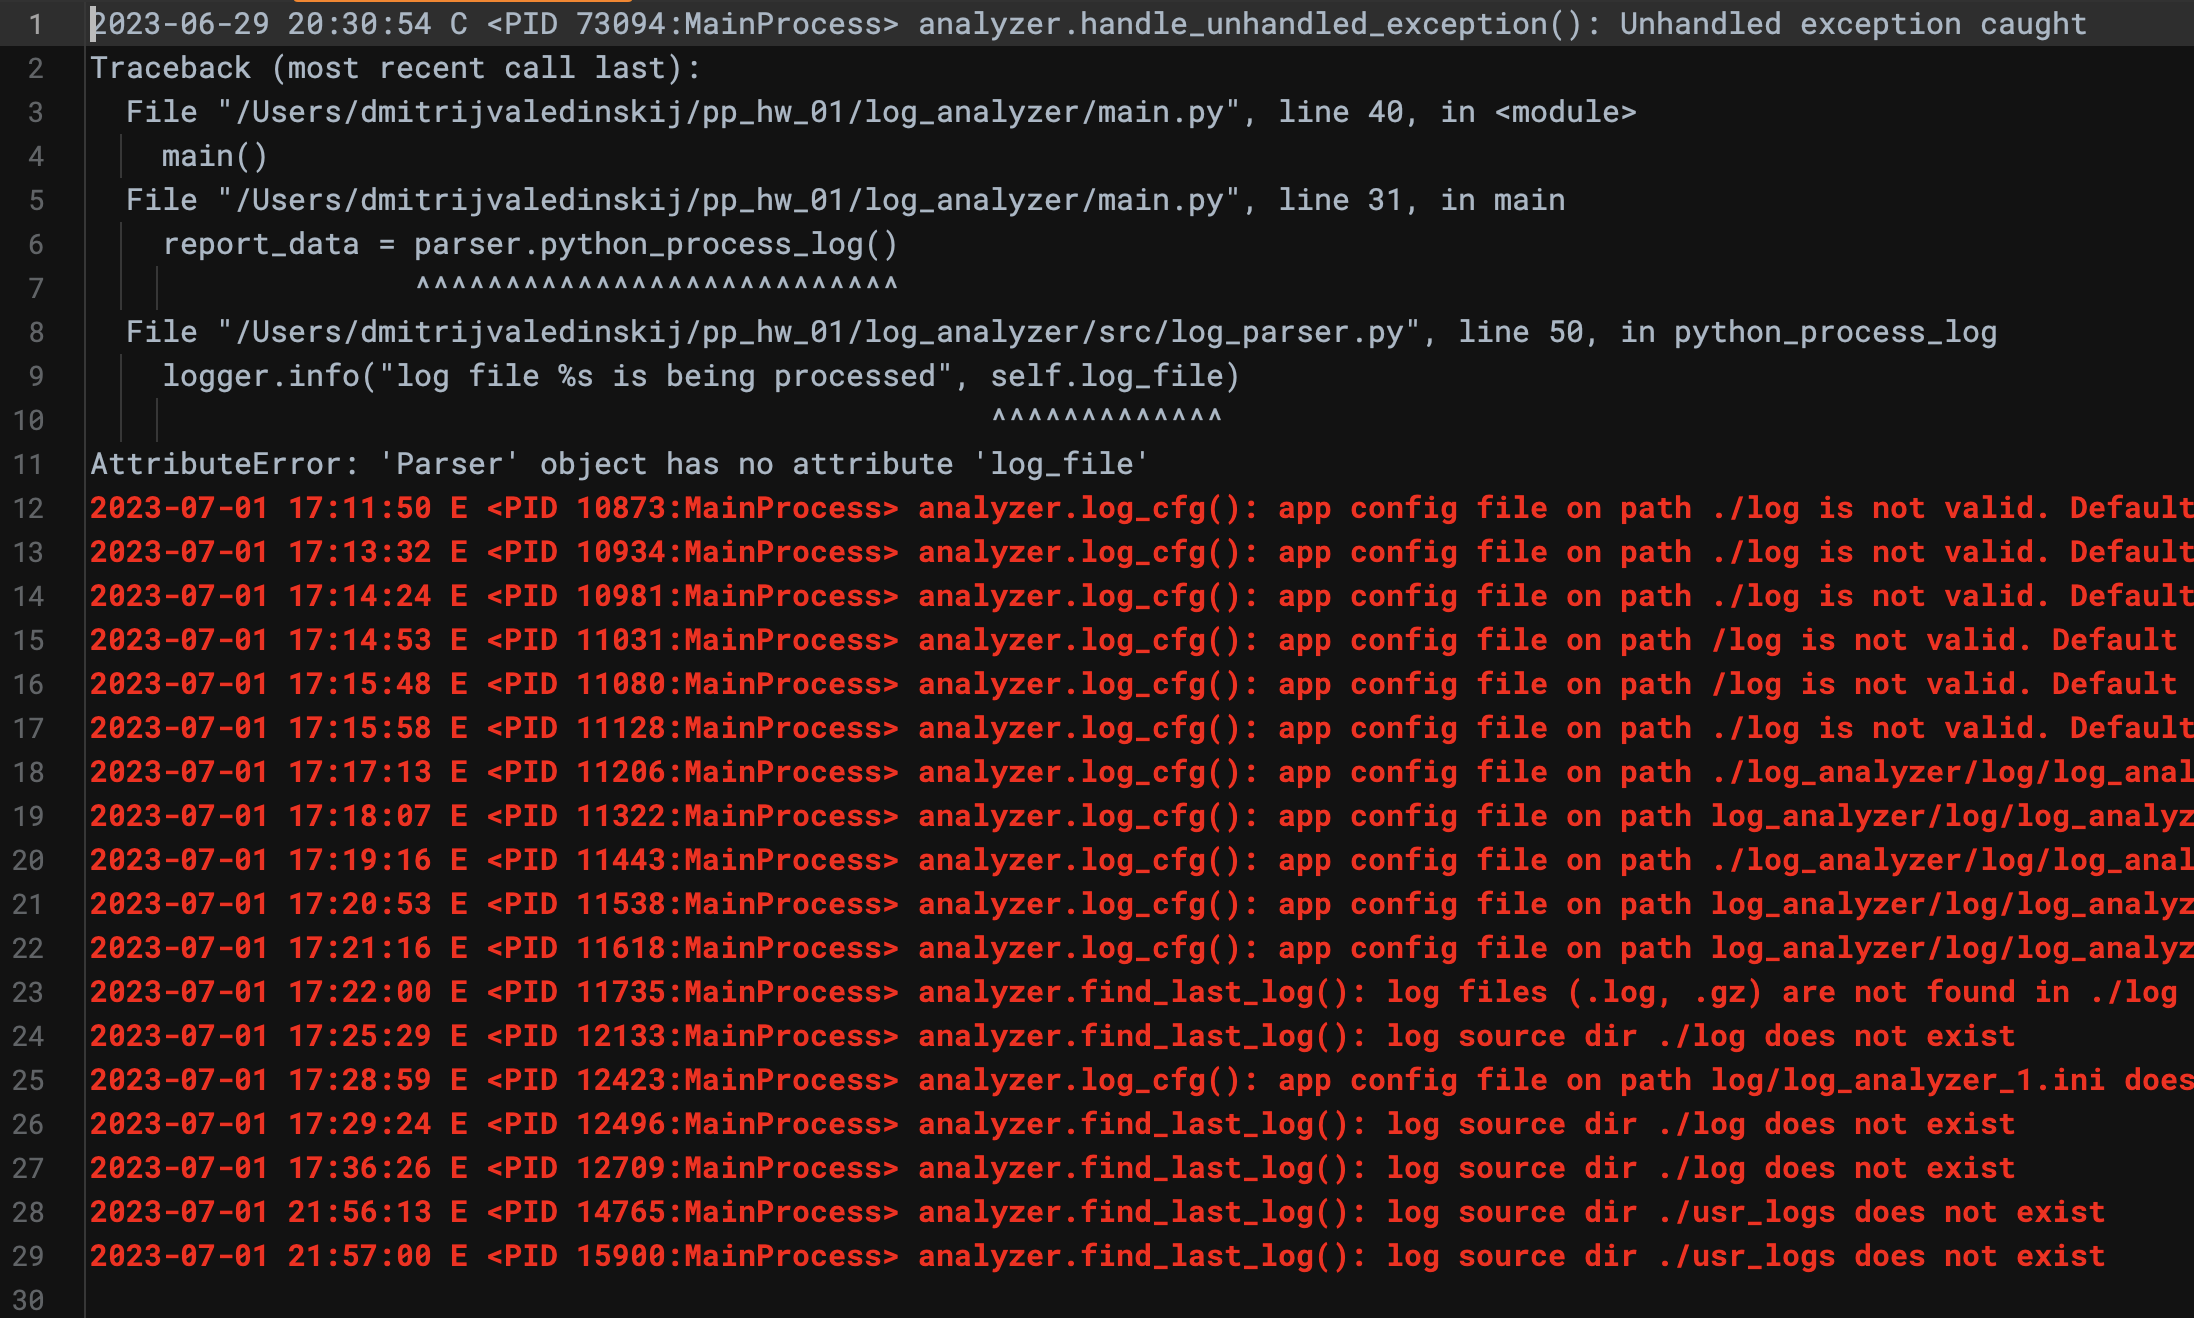 1 2023-06-29 20:30:54 C <PID 73094:MainProcess> analyzer.handle_unhandled_exception(): Unhandled exception caught
2 Traceback (most recent call last):
3   File "/Users/dmitrijvaledinskij/pp_hw_01/log_analyzer/main.py", line 40, in <module>
4     main()
5   File "/Users/dmitrijvaledinskij/pp_hw_01/log_analyzer/main.py", line 31, in main
6     report_data = parser.python_process_log()
7                   ^^^^^^^^^^^^^^^^^^^^^^^^^^^
8   File "/Users/dmitrijvaledinskij/pp_hw_01/log_analyzer/src/log_parser.py", line 50, in python_process_log
9     logger.info("log file %s is being processed", self.log_file)
10                                                   ^^^^^^^^^^^^^
11 AttributeError: 'Parser' object has no attribute 'log_file'
12 2023-07-01 17:11:50 E <PID 10873:MainProcess> analyzer.log_cfg(): app config file on path ./log is not valid. Default
13 2023-07-01 17:13:32 E <PID 10934:MainProcess> analyzer.log_cfg(): app config file on path ./log is not valid. Default
14 2023-07-01 17:14:24 E <PID 10981:MainProcess> analyzer.log_cfg(): app config file on path ./log is not valid. Default
15 2023-07-01 17:14:53 E <PID 11031:MainProcess> analyzer.log_cfg(): app config file on path /log is not valid. Default
16 2023-07-01 17:15:48 E <PID 11080:MainProcess> analyzer.log_cfg(): app config file on path /log is not valid. Default
17 2023-07-01 17:15:58 E <PID 11128:MainProcess> analyzer.log_cfg(): app config file on path ./log is not valid. Default
18 2023-07-01 17:17:13 E <PID 11206:MainProcess> analyzer.log_cfg(): app config file on path ./log_analyzer/log/log_anal
19 2023-07-01 17:18:07 E <PID 11322:MainProcess> analyzer.log_cfg(): app config file on path log_analyzer/log/log_analyz
20 2023-07-01 17:19:16 E <PID 11443:MainProcess> analyzer.log_cfg(): app config file on path ./log_analyzer/log/log_anal
21 2023-07-01 17:20:53 E <PID 11538:MainProcess> analyzer.log_cfg(): app config file on path log_analyzer/log/log_analyz
22 2023-07-01 17:21:16 E <PID 11618:MainProcess> analyzer.log_cfg(): app config file on path log_analyzer/log/log_analyz
23 2023-07-01 17:22:00 E <PID 11735:MainProcess> analyzer.find_last_log(): log files (.log, .gz) are not found in ./log
24 2023-07-01 17:25:29 E <PID 12133:MainProcess> analyzer.find_last_log(): log source dir ./log does not exist
25 2023-07-01 17:28:59 E <PID 12423:MainProcess> analyzer.log_cfg(): app config file on path log/log_analyzer_1.ini does
26 2023-07-01 17:29:24 E <PID 12496:MainProcess> analyzer.find_last_log(): log source dir ./log does not exist
27 2023-07-01 17:36:26 E <PID 12709:MainProcess> analyzer.find_last_log(): log source dir ./log does not exist
28 2023-07-01 21:56:13 E <PID 14765:MainProcess> analyzer.find_last_log(): log source dir ./usr_logs does not exist
29 2023-07-01 21:57:00 E <PID 15900:MainProcess> analyzer.find_last_log(): log source dir ./usr_logs does not exist
30